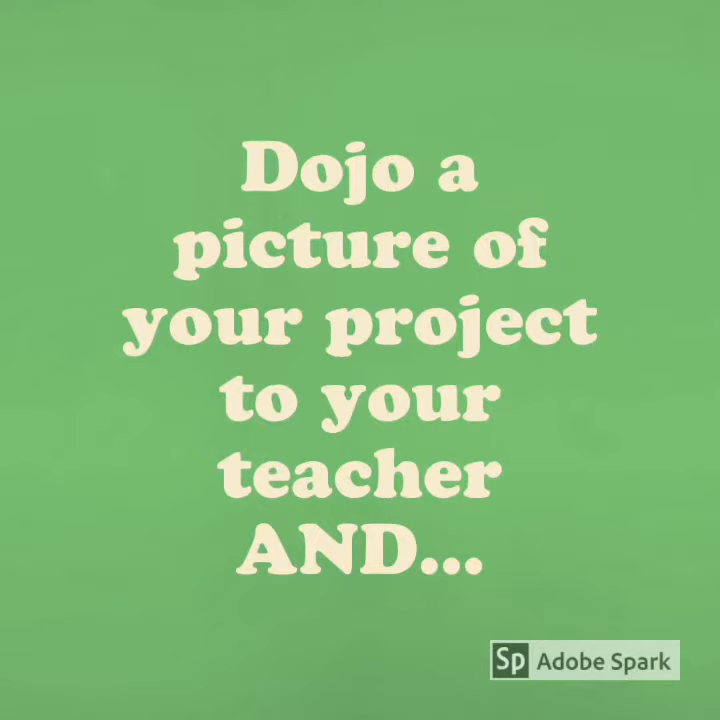 Dojo a
picture of
your project
to your
teacher
AND...
Sp Adobe Spark